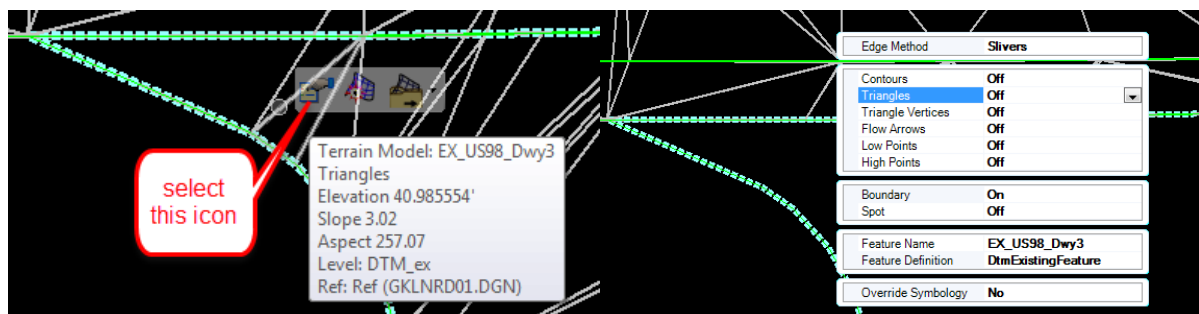 select
this icon
Terrain Model: EX_US98_Dwy3
Triangles
Elevation 40.985554'
Slope 3.02
Aspect 257.07
Level: DTM_ex
Ref: Ref (GKLNRD01.DGN)
Edge Method Slivers
Contours Off
Triangles Off
Triangle Vertices Off
Flow Arrows Off
Low Points Off
High Points Off
Boundary On
Spot Off
Feature Name EX_US98_Dwy3
Feature Definition DtmExistingFeature
Override Symbology No